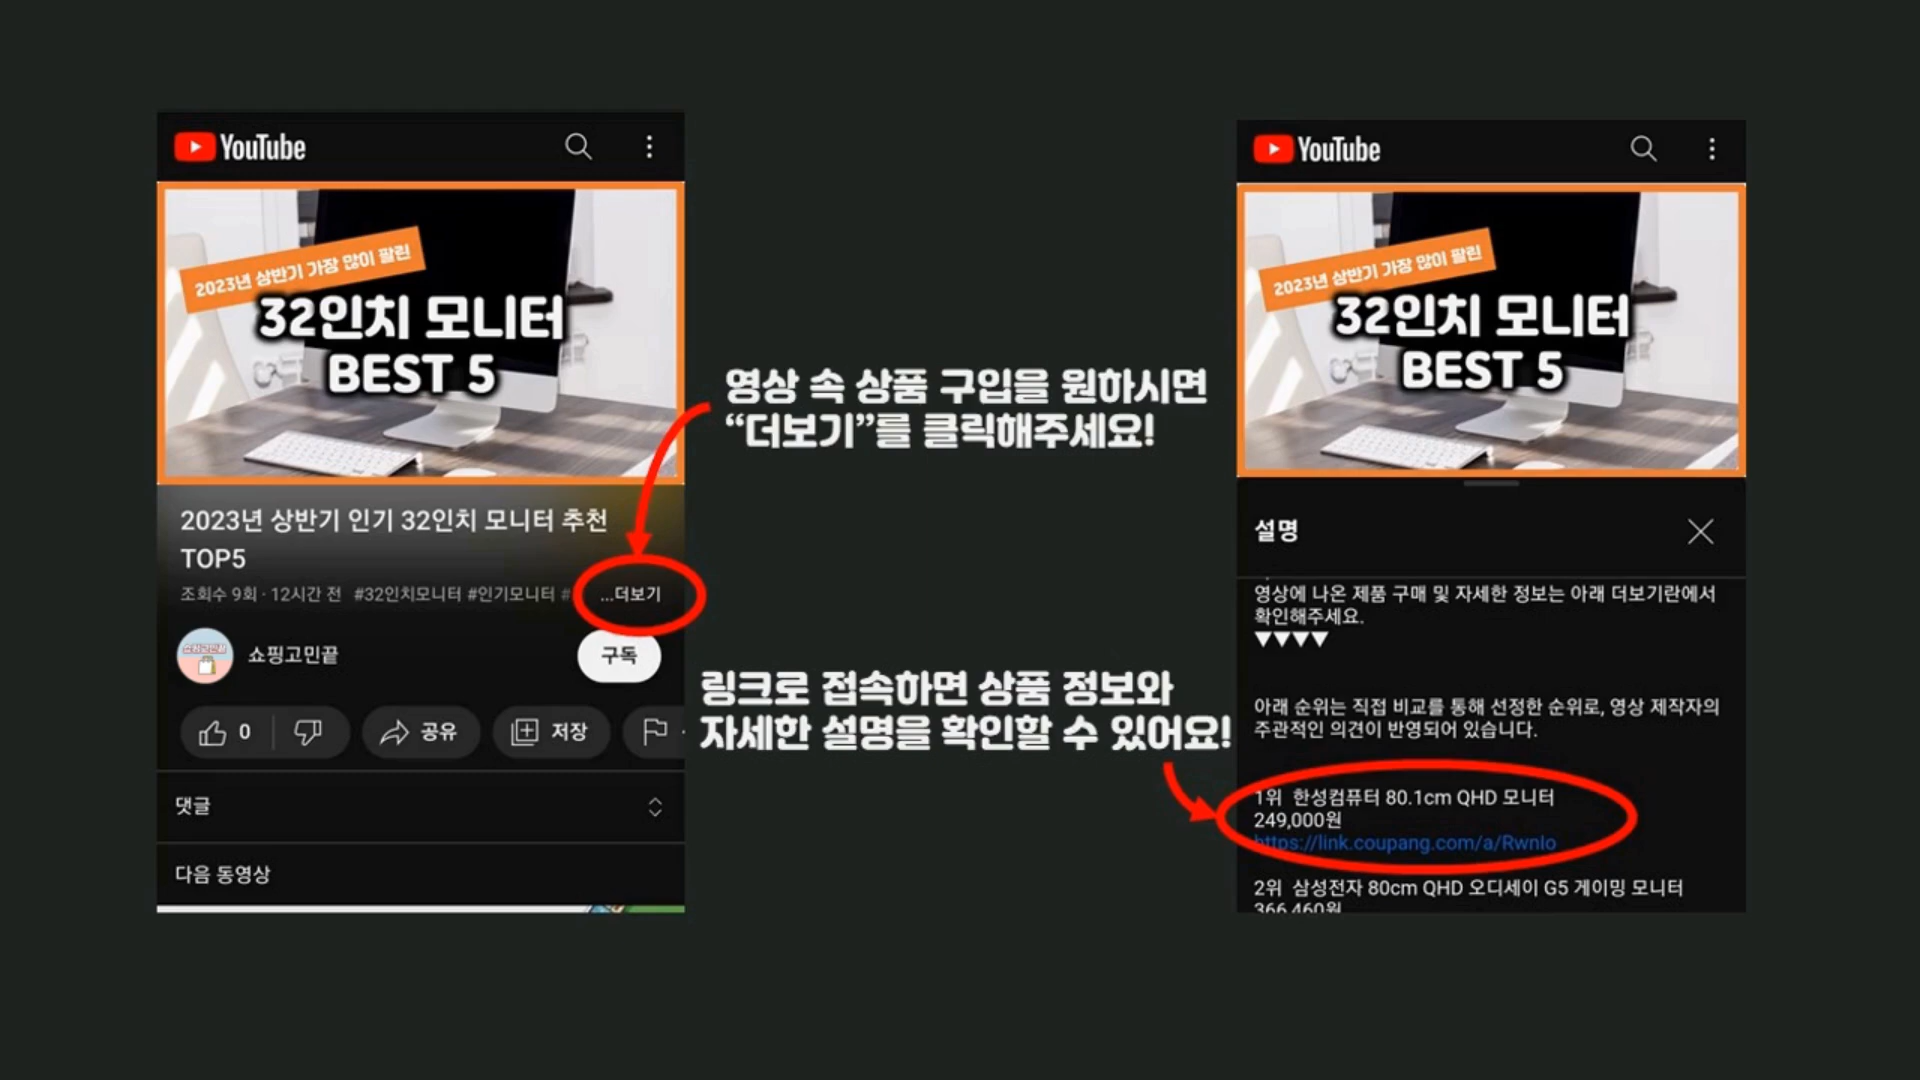 YouTube
2023년 상반기 가장 많이 팔린
32인치 모니터
BEST 5
2023년 상반기 인기 32인치 모니터 추천
TOP5
조회수 9회 · 12시간 전 #32인치모니터 #인기모니터 # ...더보기
쇼핑고민끝
쇼핑고민끝
구독
0
공유
저장
댓글
다음 동영상
영상 속 상품 구입을 원하시면
“더보기”를 클릭해주세요!
링크로 접속하면 상품 정보와
자세한 설명을 확인할 수 있어요!
YouTube
2023년 상반기 가장 많이 팔린
32인치 모니터
BEST 5
설명
영상에 나온 제품 구매 및 자세한 정보는 아래 더보기란에서
확인해주세요.
▼▼▼▼
아래 순위는 직접 비교를 통해 선정한 순위로, 영상 제작자의
주관적인 의견이 반영되어 있습니다.
1위 한성컴퓨터 80.1cm QHD 모니터
249,000원
https://link.coupang.com/a/Rwnlo
2위 삼성전자 80cm QHD 오디세이 G5 게이밍 모니터
366,460원